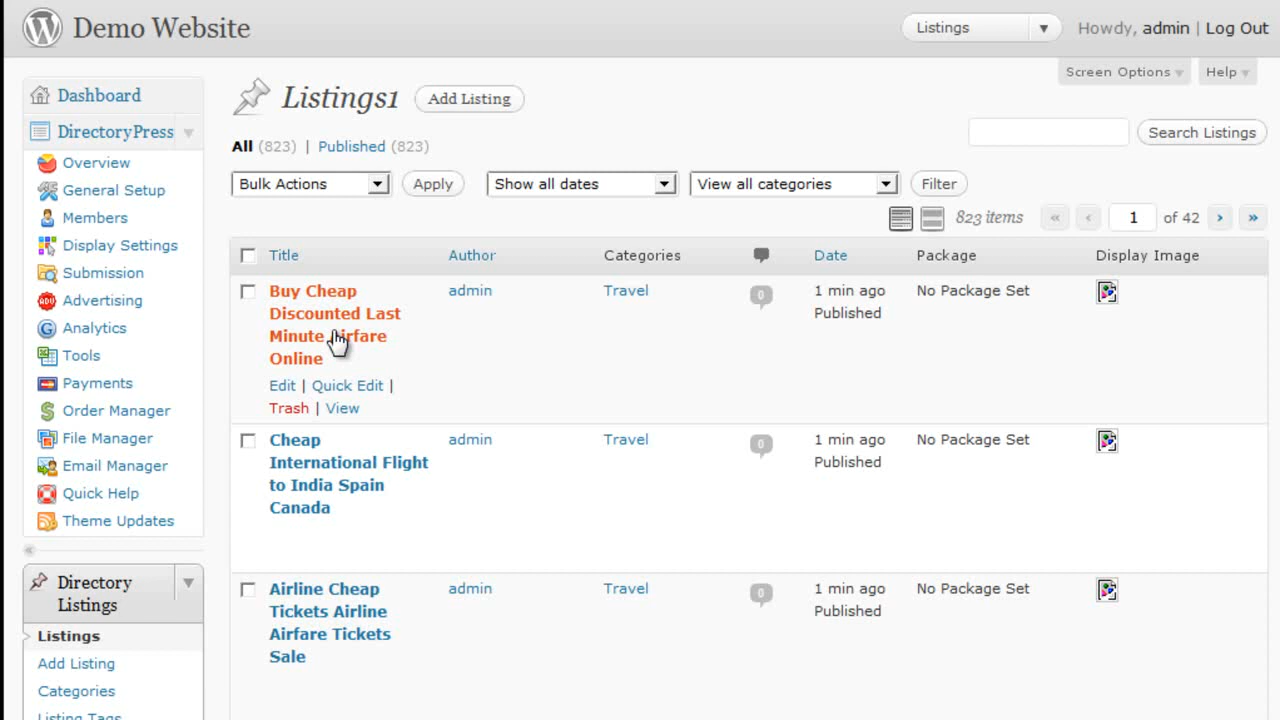 Demo Website
Listings
Howdy, admin | Log Out
Screen Options
Help
Dashboard
DirectoryPress
Overview
General Setup
Members
Display Settings
Submission
Advertising
Analytics
Tools
Payments
Order Manager
File Manager
Email Manager
Quick Help
Theme Updates
Directory
Listings
Listings
Add Listing
Categories
Listing Tags
Listings1
Add Listing
All (823) | Published (823)
Search Listings
Bulk Actions
Apply
Show all dates
View all categories
Filter
823 items
« ‹ 1 of 42 › »
Title Author Categories Date Package Display Image
Buy Cheap
Discounted Last
Minute Airfare
Online
Edit | Quick Edit |
Trash | View
admin
Travel
0
1 min ago
Published
No Package Set
Cheap
International Flight
to India Spain
Canada
admin
Travel
0
1 min ago
Published
No Package Set
Airline Cheap
Tickets Airline
Airfare Tickets
Sale
admin
Travel
0
1 min ago
Published
No Package Set